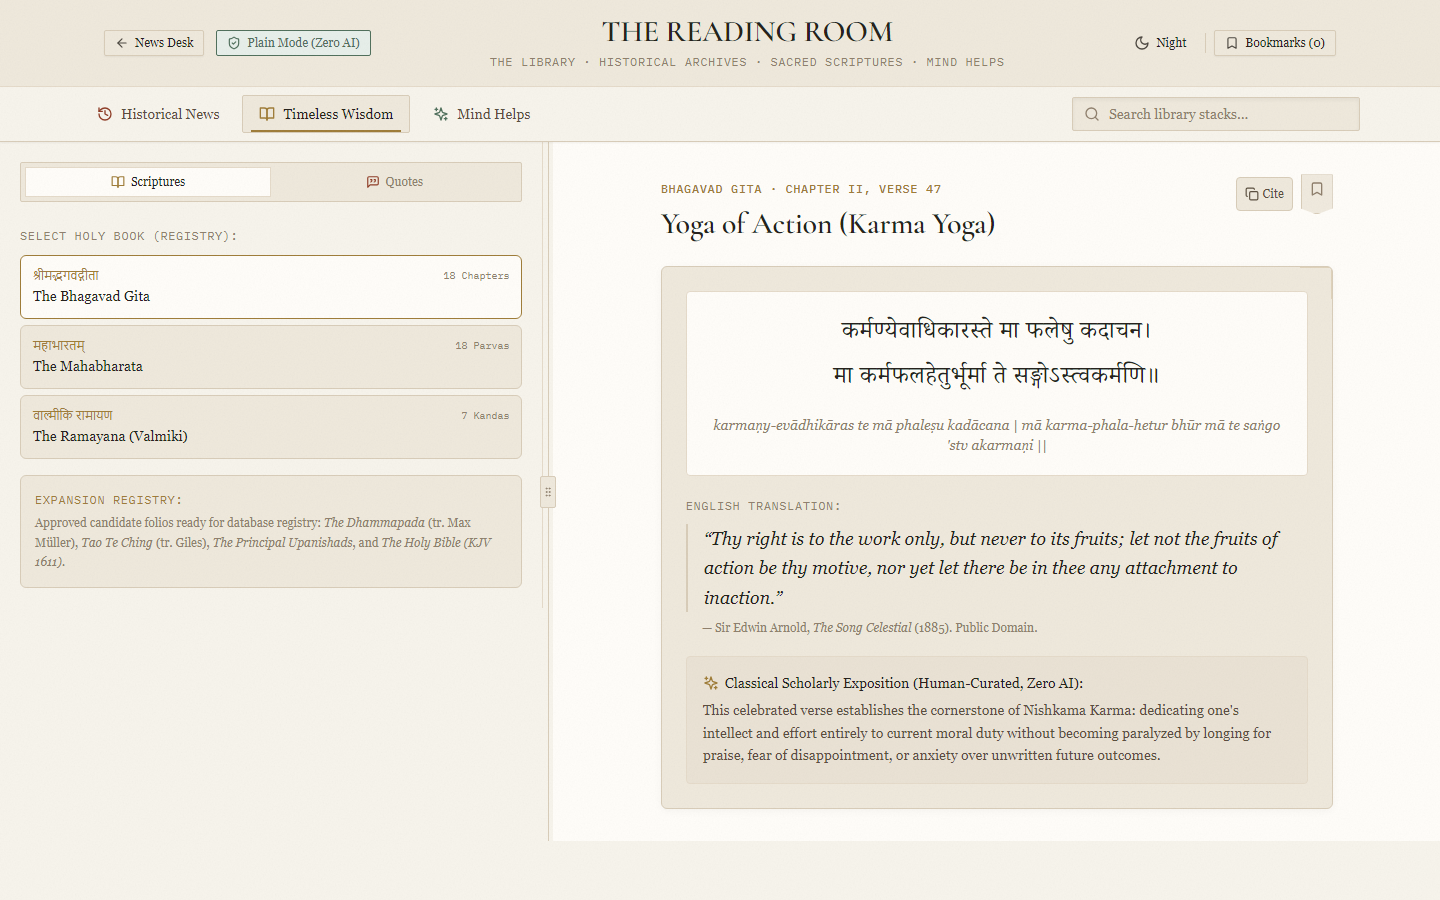 News Desk
Plain Mode (Zero AI)
THE READING ROOM
THE LIBRARY · HISTORICAL ARCHIVES · SACRED SCRIPTURES · MIND HELPS
Night
Bookmarks (0)
Historical News
Timeless Wisdom
Mind Helps
Search library stacks...
Scriptures
Quotes
SELECT HOLY BOOK (REGISTRY):
श्रीमद्भगवद्गीता
18 Chapters
The Bhagavad Gita
महाभारतम्
18 Parvas
The Mahabharata
वाल्मीकि रामायण
7 Kandas
The Ramayana (Valmiki)
EXPANSION REGISTRY:
Approved candidate folios ready for database registry: The Dhammapada (tr. Max
Müller), Tao Te Ching (tr. Giles), The Principal Upanishads, and The Holy Bible (KJV
1611).
BHAGAVAD GITA · CHAPTER II, VERSE 47
Yoga of Action (Karma Yoga)
Cite
कर्मण्येवाधिकारस्ते मा फलेषु कदाचन।
मा कर्मफलहेतुर्भूर्मा ते सङ्गोऽस्त्वकर्मणि॥
karmaṇy-evādhikāras te mā phaleṣu kadācana | mā karma-phala-hetur bhūr mā te saṅgo
'stv akarmaṇi ||
ENGLISH TRANSLATION:
“Thy right is to the work only, but never to its fruits; let not the fruits of
action be thy motive, nor yet let there be in thee any attachment to
inaction.”
— Sir Edwin Arnold, The Song Celestial (1885). Public Domain.
Classical Scholarly Exposition (Human-Curated, Zero AI):
This celebrated verse establishes the cornerstone of Nishkama Karma: dedicating one's
intellect and effort entirely to current moral duty without becoming paralyzed by longing for
praise, fear of disappointment, or anxiety over unwritten future outcomes.